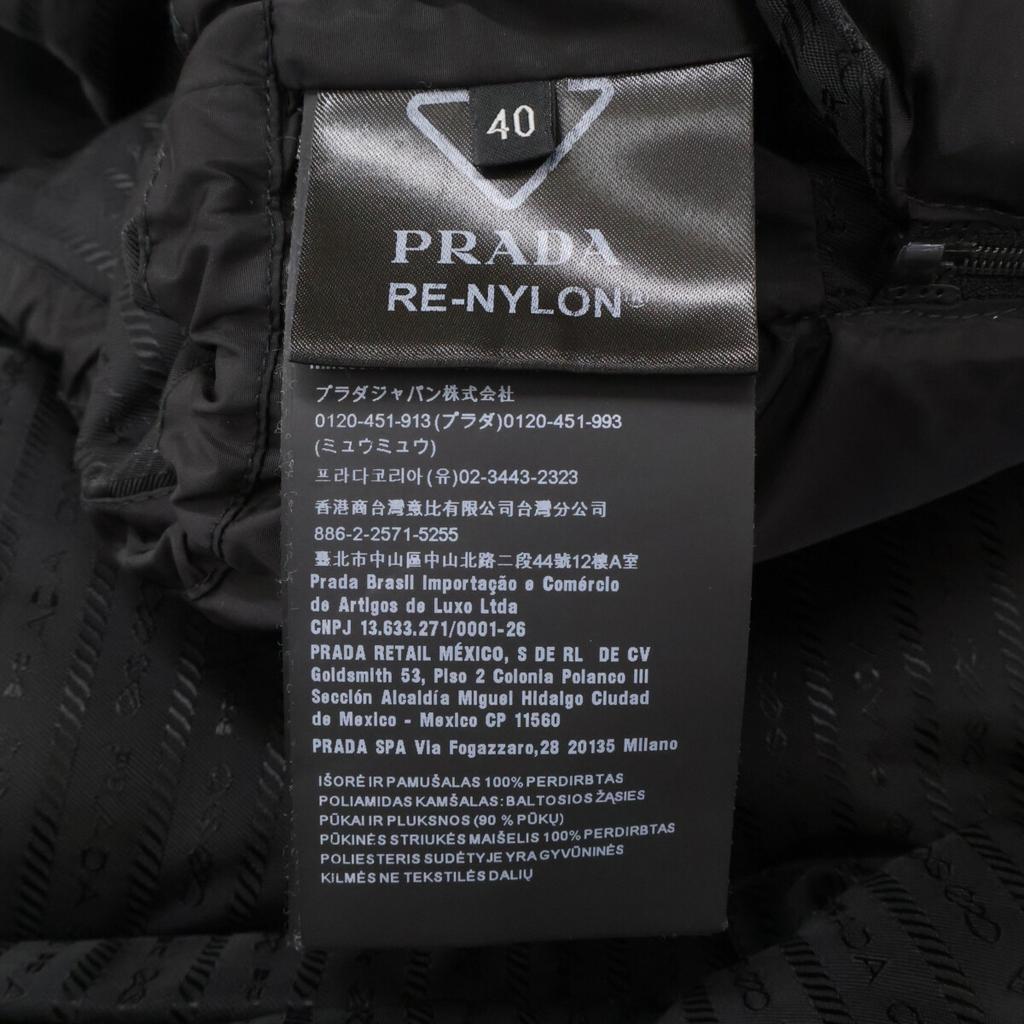 40
PRADA
RE-NYLON®
プラダジャパン株式会社
0120-451-913(プラダ)0120-451-993
(ミュウミュウ)
프라다코리아(유)02-3443-2323
香港商台灣意比有限公司台灣分公司
886-2-2571-5255
臺北市中山區中山北路二段44號12樓A室
Prada Brasil Importação e Comércio
de Artigos de Luxo Ltda
CNPJ 13.633.271/0001-26
PRADA RETAIL MÉXICO, S DE RL DE CV
Goldsmith 53, Piso 2 Colonia Polanco III
Sección Alcaldía Miguel Hidalgo Ciudad
de Mexico - Mexico CP 11560
PRADA SPA Via Fogazzaro,28 20135 Milano
IŠORĖ IR PAMUŠALAS 100% PERDIRBTAS
POLIAMIDAS KAMŠALAS: BALTOSIOS ŽĄSIES
PŪKAI IR PLUKSNOS (90 % PŪKŲ)
PŪKINĖS STRIUKĖS MAIŠELIS 100% PERDIRBTAS
POLIESTERIS SUDĖTYJE YRA GYVŪNINĖS
KILMĖS NE TEKSTILĖS DALIŲ